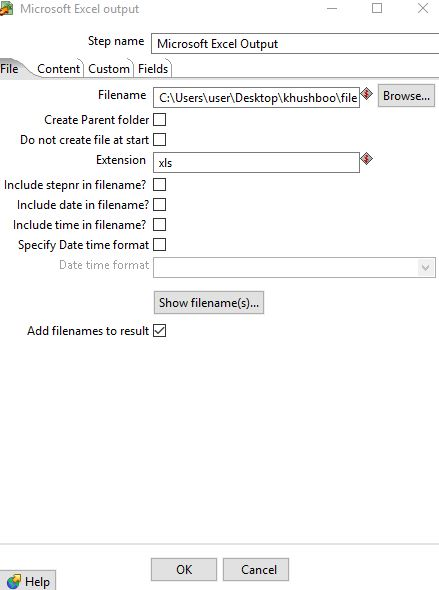 Microsoft Excel output
Step name Microsoft Excel Output
File Content Custom Fields
Filename C:\Users\user\Desktop\khushboo\file Browse...
Create Parent folder
Do not create file at start
Extension xls
Include stepnr in filename?
Include date in filename?
Include time in filename?
Specify Date time format
Date time format
Show filename(s)...
Add filenames to result
OK Cancel
Help